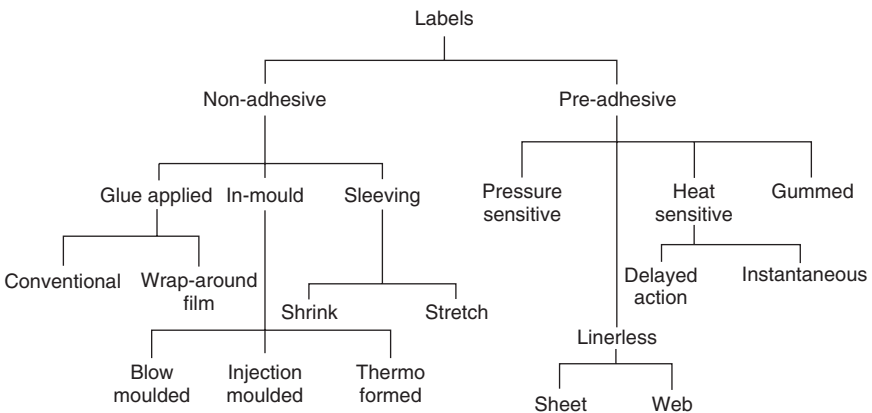 Labels
Non-adhesive
Pre-adhesive
Glue applied
In-mould
Sleeving
Pressure
sensitive
Heat
sensitive
Gummed
Conventional
Wrap-around
film
Shrink
Stretch
Delayed
action
Instantaneous
Linerless
Blow
moulded
Injection
moulded
Thermo
formed
Sheet
Web